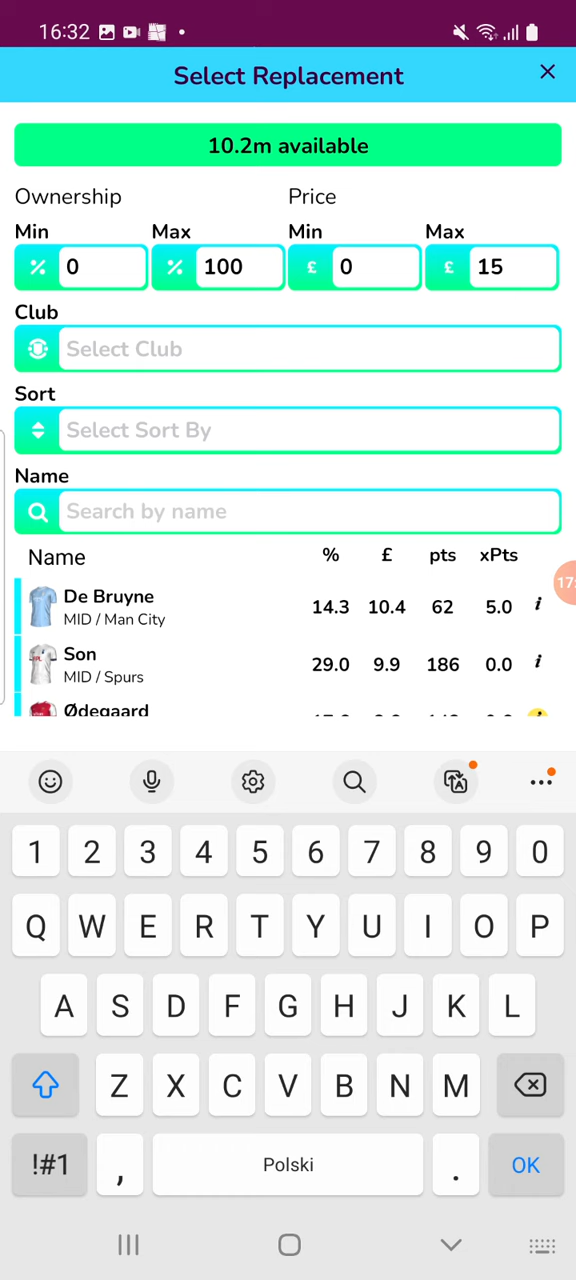 16:32
Select Replacement
10.2m available
Ownership Price
Min Max Min Max
% 0 % 100 £ 0 £ 15
Club
Select Club
Sort
Select Sort By
Name
Search by name
Name % £ pts xPts
De Bruyne
MID / Man City
14.3 10.4 62 5.0 i
Son
MID / Spurs
29.0 9.9 186 0.0 i
Ødegaard
17:
1 2 3 4 5 6 7 8 9 0
Q W E R T Y U I O P
A S D F G H J K L
Z X C V B N M
!#1 , Polski . OK